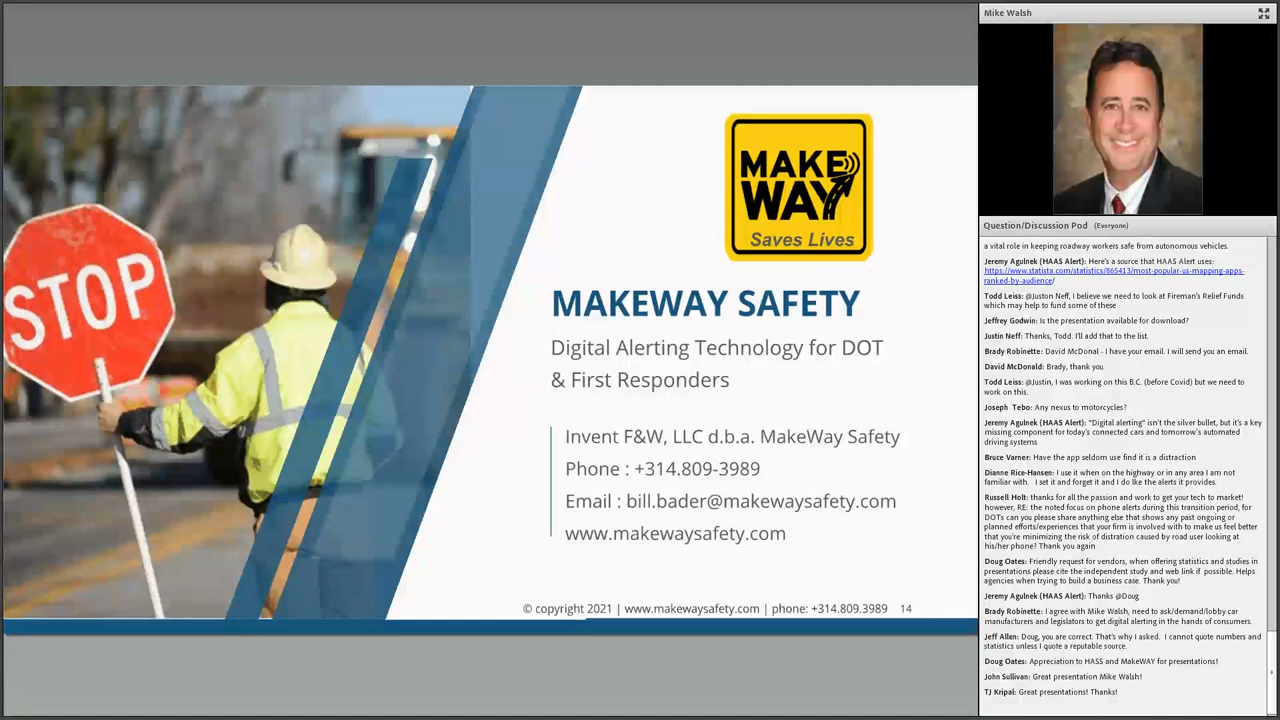 STOP
MAKE
WAY
Saves Lives
MAKEWAY SAFETY
Digital Alerting Technology for DOT
& First Responders
Invent F&W, LLC d.b.a. MakeWay Safety
Phone : +314.809-3989
Email : bill.bader@makewaysafety.com
www.makewaysafety.com
© copyright 2021 | www.makewaysafety.com | phone: +314.809.3989 14
Mike Walsh
Question/Discussion Pod (Everyone)
a vital role in keeping roadway workers safe from autonomous vehicles.
Jeremy Agulnek (HAAS Alert): Here's a source that HAAS Alert uses:
https://www.statista.com/statistics/865413/most-popular-us-mapping-apps-
ranked-by-audience/
Todd Leiss: @Juston Neff, I believe we need to look at Fireman's Relief Funds
which may help to fund some of these
Jeffrey Godwin: Is the presentation available for download?
Justin Neff: Thanks, Todd. I'll add that to the list.
Brady Robinette: David McDonal - I have your email. I will send you an email.
David McDonald: Brady, thank you.
Todd Leiss: @Justin, I was working on this B.C. (before Covid) but we need to
work on this.
Joseph Tebo: Any nexus to motorcycles?
Jeremy Agulnek (HAAS Alert): "Digital alerting" isn't the silver bullet, but it's a key
missing component for today's connected cars and tomorrow's automated
driving systems
Bruce Varner: Have the app seldom use find it is a distraction
Dianne Rice-Hansen: I use it when on the highway or in any area I am not
familiar with. I set it and forget it and I do lke the alerts it provides.
Russell Holt: thanks for all the passion and work to get your tech to market!
however, RE: the noted focus on phone alerts during this transition period, for
DOTs can you please share anything else that shows any past ongoing or
planned efforts/experiences that your firm is involved with to make us feel better
that you're minimizing the risk of distration caused by road user looking at
his/her phone? Thank you again
Doug Oates: Friendly request for vendors, when offering statistics and studies in
presentations please cite the independent study and web link if possible. Helps
agencies when trying to build a business case. Thank you!
Jeremy Agulnek (HAAS Alert): Thanks @Doug
Brady Robinette: I agree with Mike Walsh, need to ask/demand/lobby car
manufacturers and legislators to get digital alerting in the hands of consumers.
Jeff Allen: Doug, you are correct. That's why I asked. I cannot quote numbers and
statistics unless I quote a reputable source.
Doug Oates: Appreciation to HASS and MakeWAY for presentations!
John Sullivan: Great presentation Mike Walsh!
TJ Kripal: Great presentations! Thanks!